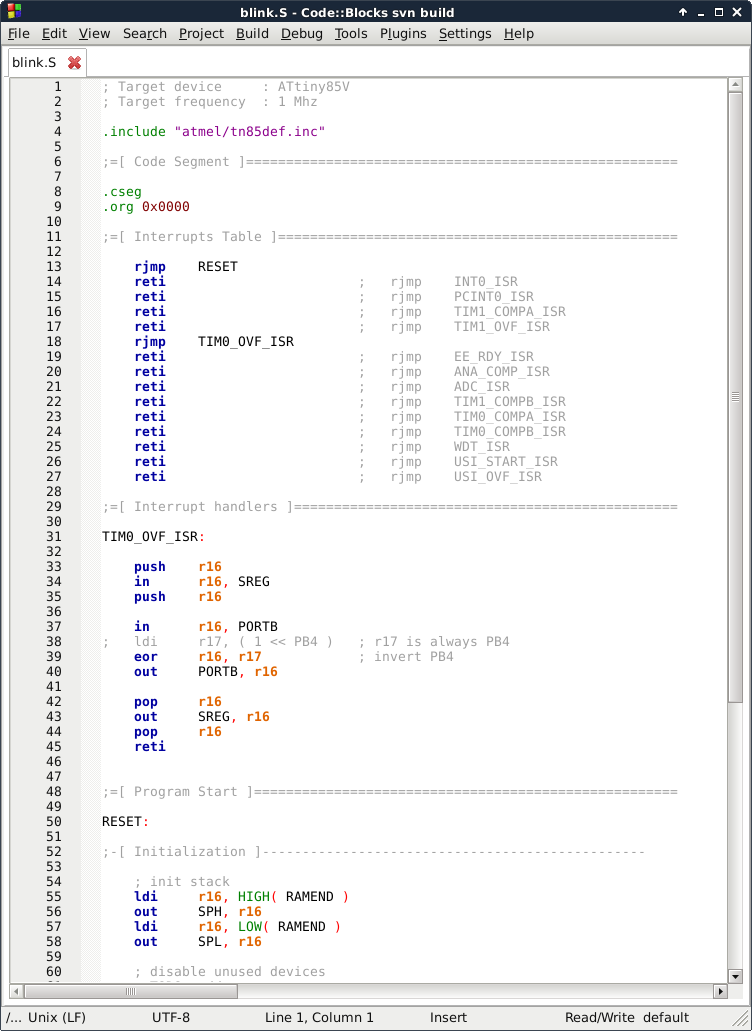 blink.S - Code::Blocks svn build
File Edit View Search Project Build Debug Tools Plugins Settings Help
blink.S
1 ; Target device     : ATtiny85V
2 ; Target frequency  : 1 Mhz
3
4 .include "atmel/tn85def.inc"
5
6 ;=[ Code Segment ]======================================================
7
8 .cseg
9 .org 0x0000
10
11 ;=[ Interrupts Table ]==================================================
12
13     rjmp    RESET
14     reti                        ;   rjmp    INT0_ISR
15     reti                        ;   rjmp    PCINT0_ISR
16     reti                        ;   rjmp    TIM1_COMPA_ISR
17     reti                        ;   rjmp    TIM1_OVF_ISR
18     rjmp    TIM0_OVF_ISR
19     reti                        ;   rjmp    EE_RDY_ISR
20     reti                        ;   rjmp    ANA_COMP_ISR
21     reti                        ;   rjmp    ADC_ISR
22     reti                        ;   rjmp    TIM1_COMPB_ISR
23     reti                        ;   rjmp    TIM0_COMPA_ISR
24     reti                        ;   rjmp    TIM0_COMPB_ISR
25     reti                        ;   rjmp    WDT_ISR
26     reti                        ;   rjmp    USI_START_ISR
27     reti                        ;   rjmp    USI_OVF_ISR
28
29 ;=[ Interrupt handlers ]================================================
30
31 TIM0_OVF_ISR:
32
33     push    r16
34     in      r16, SREG
35     push    r16
36
37     in      r16, PORTB
38 ;   ldi     r17, ( 1 << PB4 )   ; r17 is always PB4
39     eor     r16, r17            ; invert PB4
40     out     PORTB, r16
41
42     pop     r16
43     out     SREG, r16
44     pop     r16
45     reti
46
47
48 ;=[ Program Start ]=====================================================
49
50 RESET:
51
52 ;-[ Initialization ]------------------------------------------------
53
54     ; init stack
55     ldi     r16, HIGH( RAMEND )
56     out     SPH, r16
57     ldi     r16, LOW( RAMEND )
58     out     SPL, r16
59
60     ; disable unused devices
/... Unix (LF) UTF-8 Line 1, Column 1 Insert Read/Write default